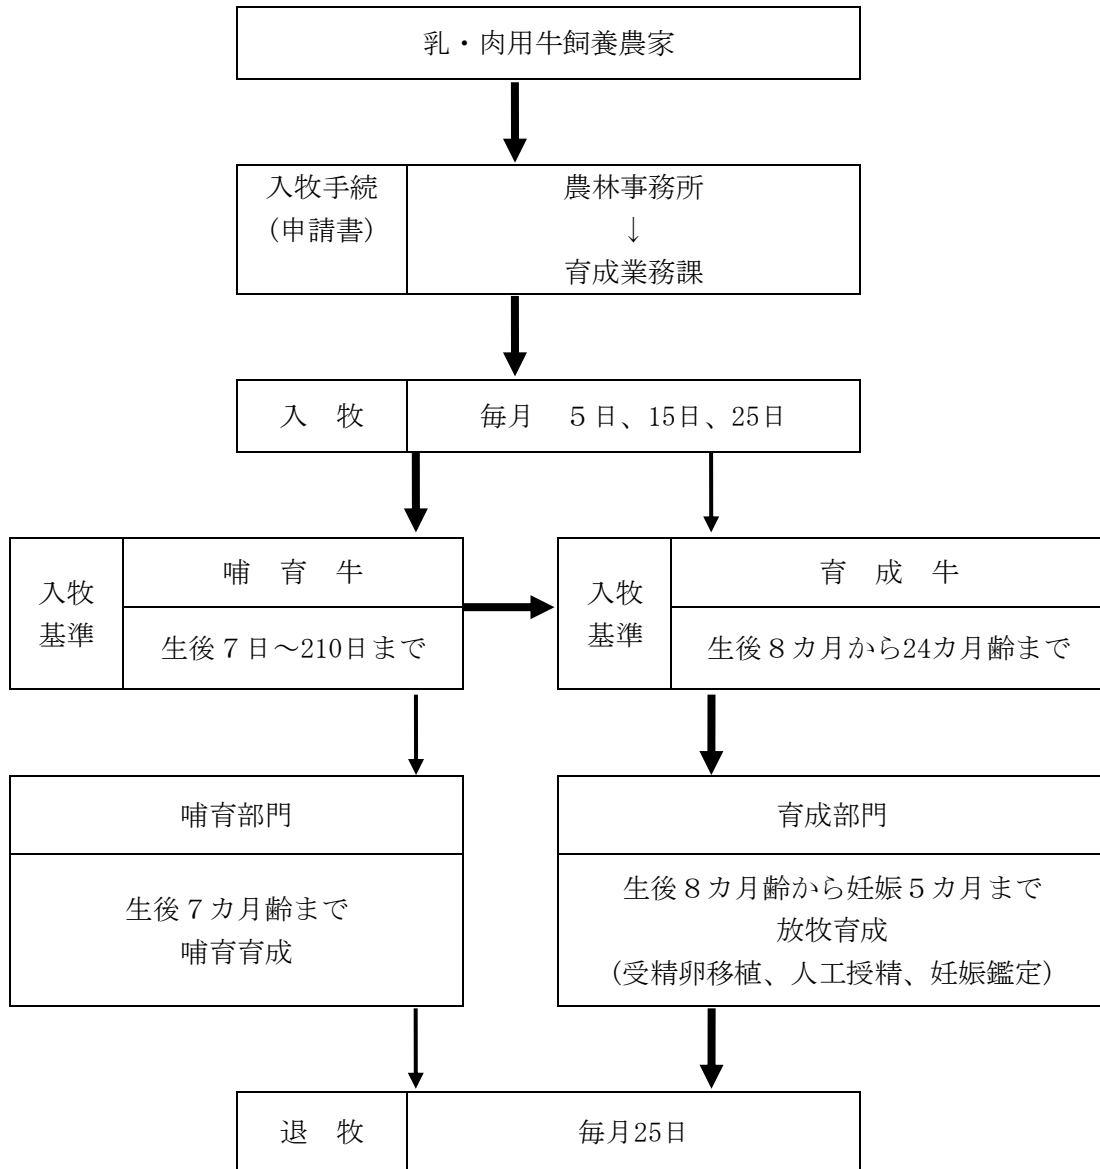 乳・肉用牛飼養農家
入牧手続
(申請書)
農林事務所
↓
育成業務課
入　牧
毎月　５日、15日、25日
入牧
基準
哺　育　牛
生後７日～210日まで
入牧
基準
育　成　牛
生後８カ月から24カ月齢まで
哺育部門
生後７カ月齢まで
哺育育成
育成部門
生後８カ月齢から妊娠５カ月まで
放牧育成
(受精卵移植、人工授精、妊娠鑑定)
退　牧
毎月25日